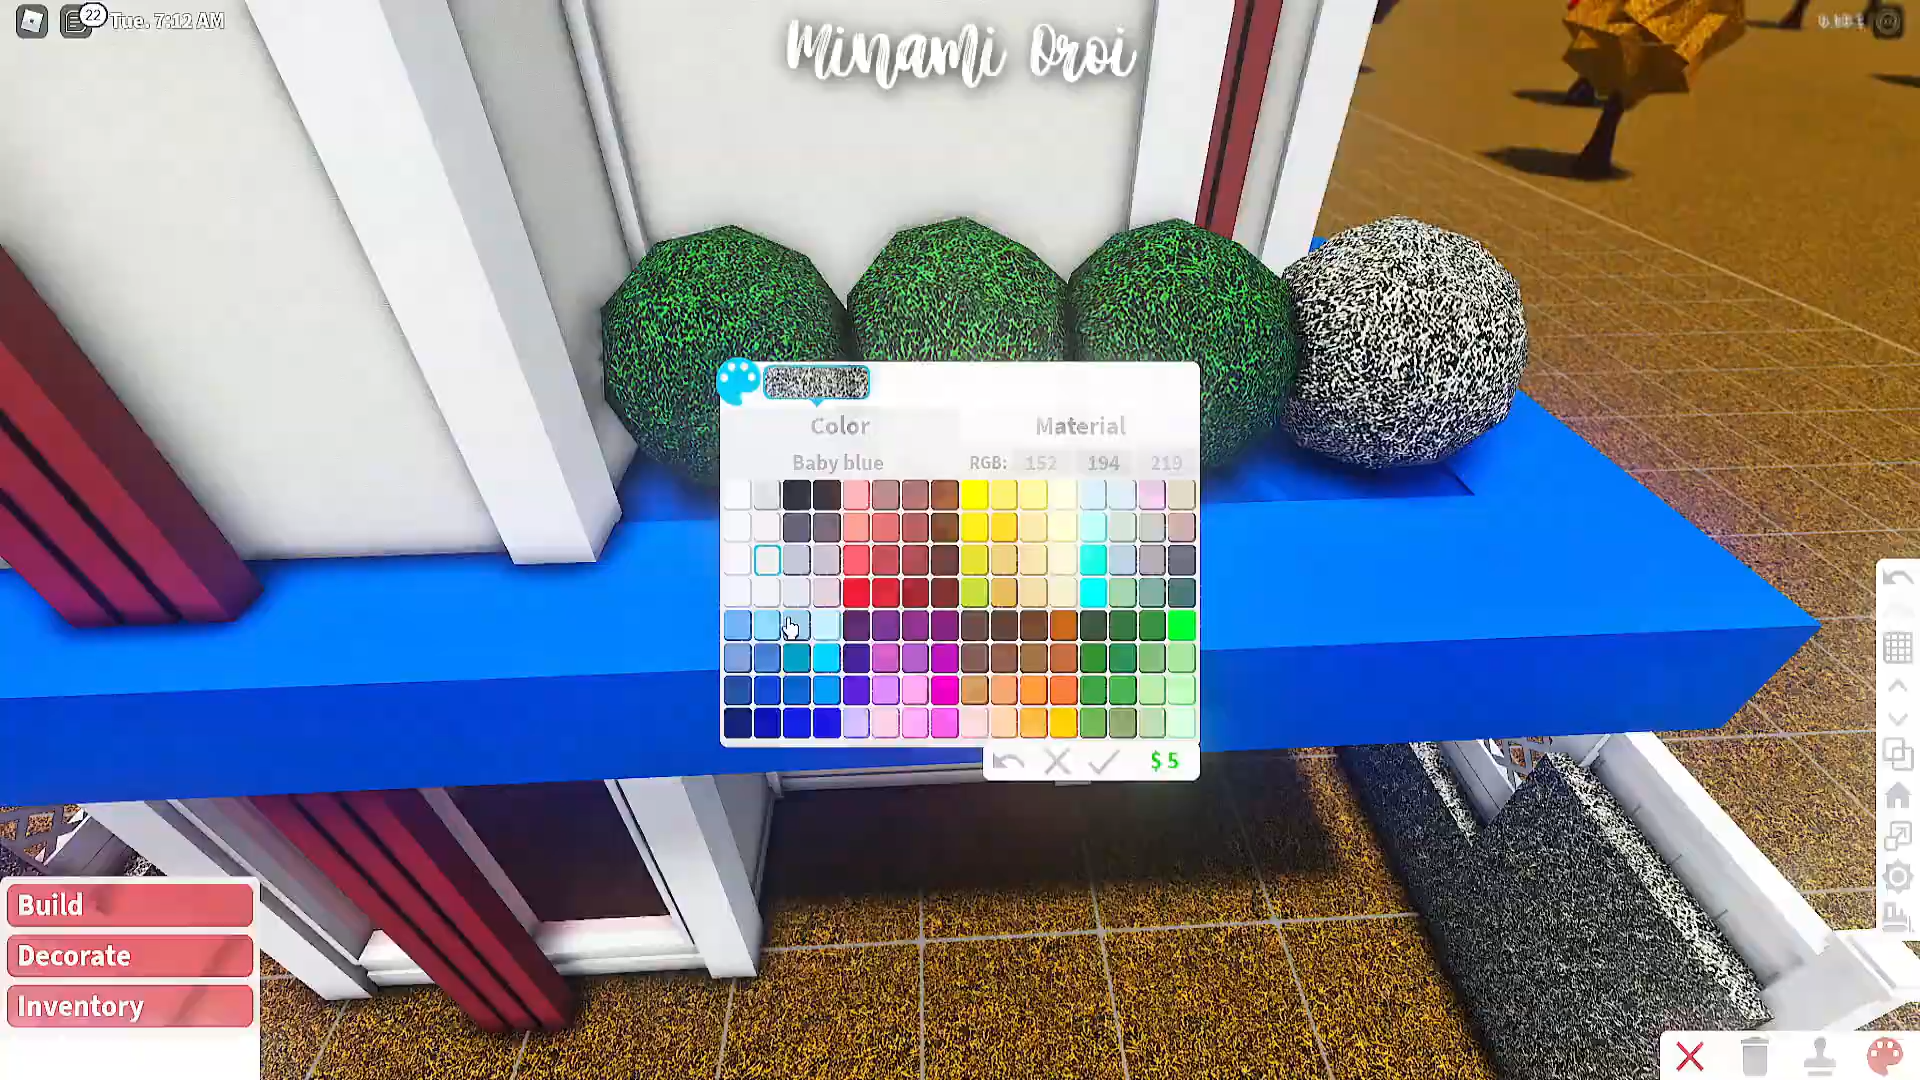 22
Tue. 7:12 AM
Minami Oroi
Color
Material
Baby blue
RGB: 152 194 219
$5
Build
Decorate
Inventory